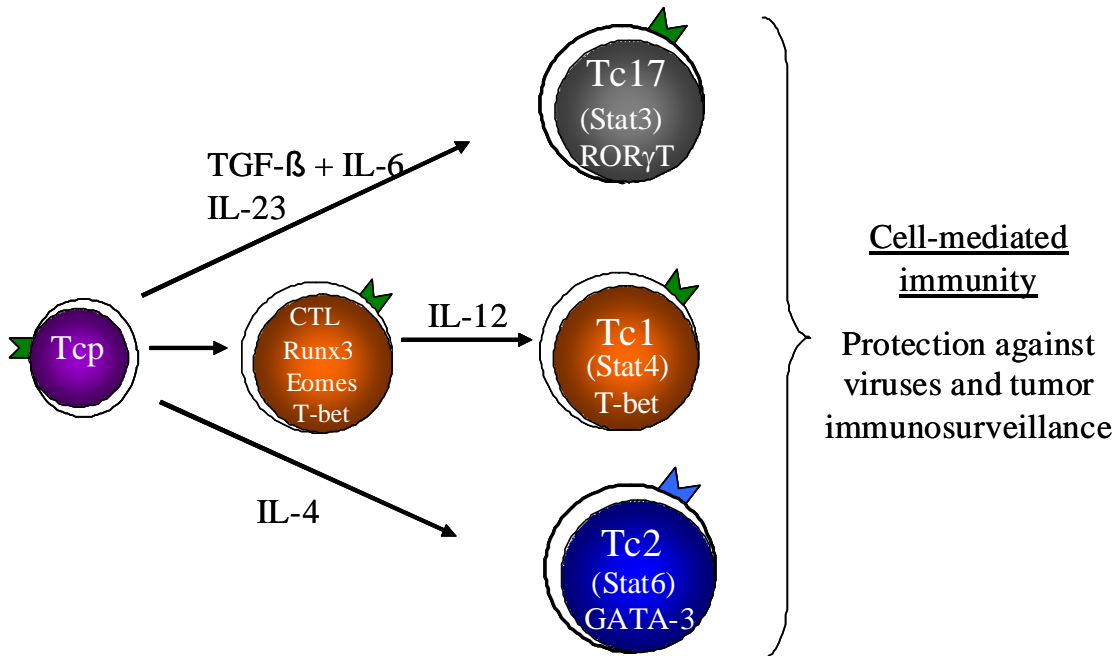 Tc17
(Stat3)
RORγT
TGF-ß + IL-6
IL-23
Tcp
CTL
Runx3
Eomes
T-bet
IL-12
Tc1
(Stat4)
T-bet
IL-4
Tc2
(Stat6)
GATA-3
Cell-mediated
immunity
Protection against
viruses and tumor
immunosurveillance